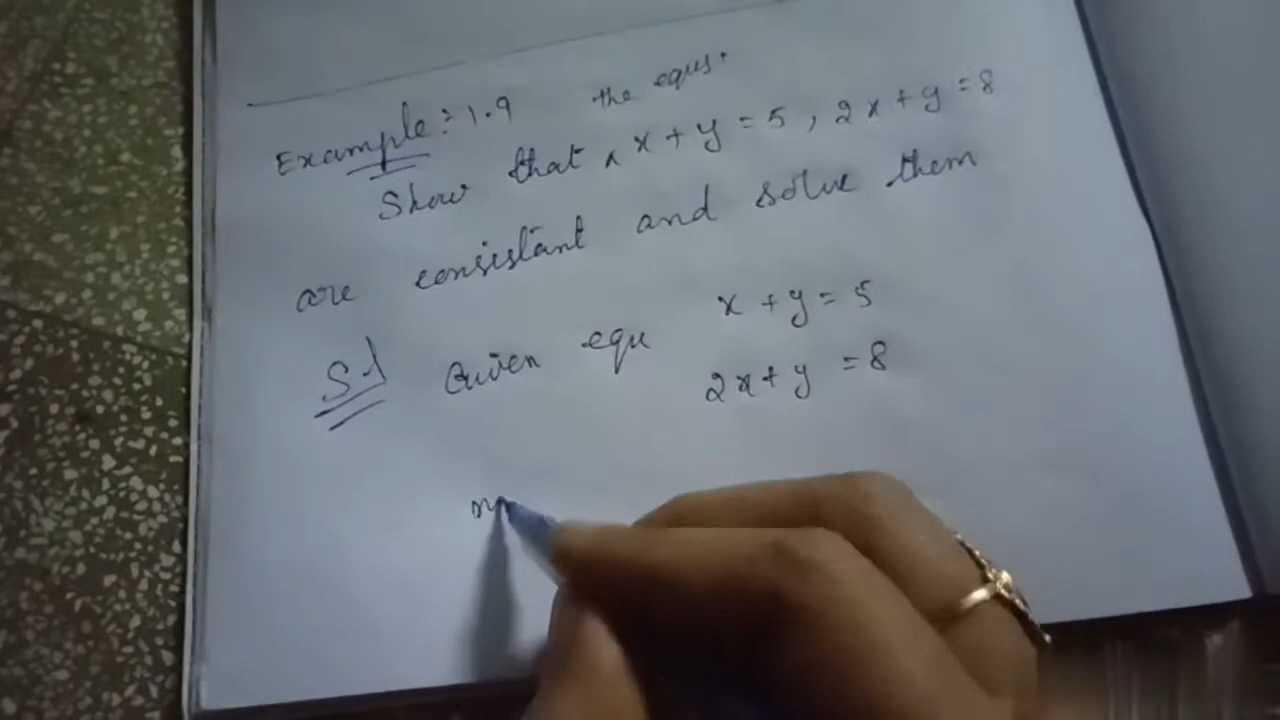 Example:- 1.9
Show that ∧ the equs. x + y = 5, 2x + y = 8
are consistant and solve them
Sol Given equ x + y = 5
2x + y = 8